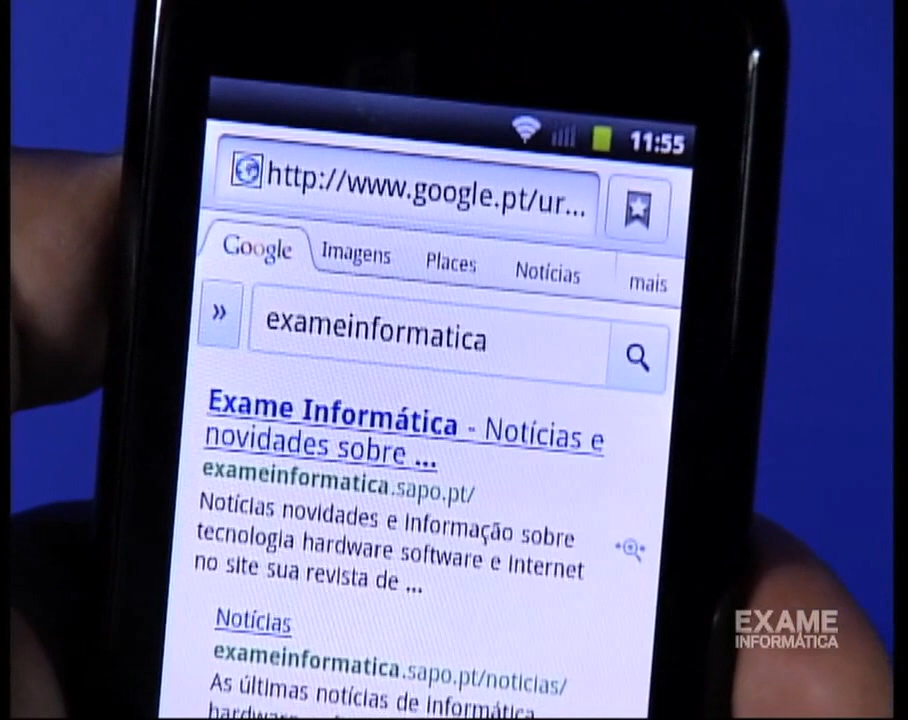 11:55
http://www.google.pt/ur...
Google Imagens Places Notícias mais
» exameinformatica
Exame Informática - Notícias e
novidades sobre ...
exameinformatica.sapo.pt/
Notícias novidades e informação sobre
tecnologia hardware software e internet
no site sua revista de ...
Notícias
exameinformatica.sapo.pt/noticias/
As últimas notícias de informática
EXAME
INFORMÁTICA